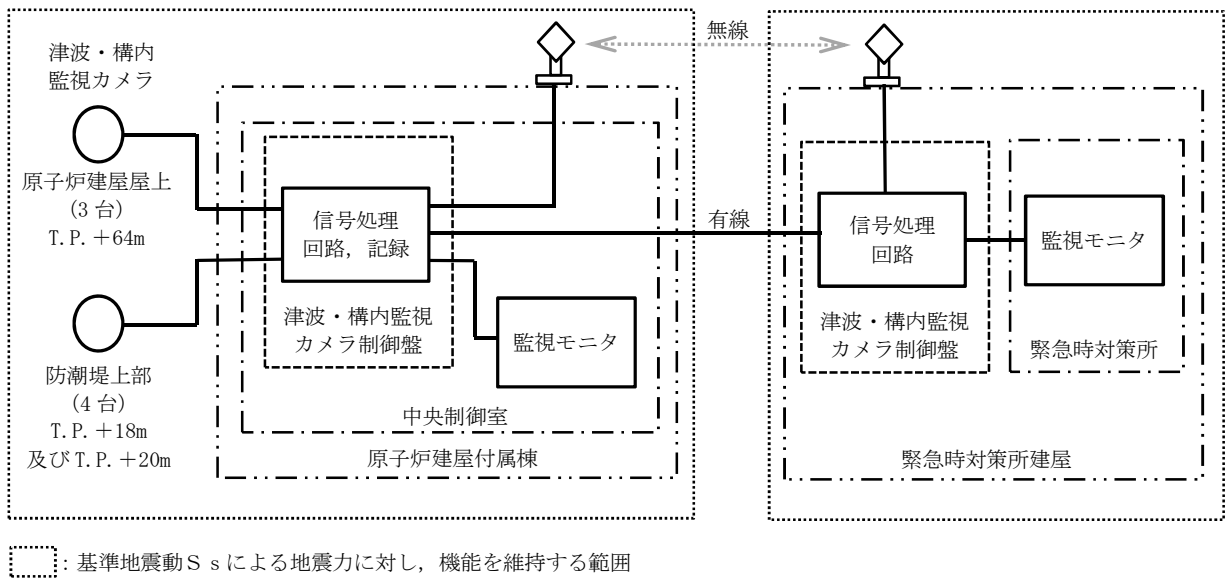 津波・構内
監視カメラ
原子炉建屋屋上
(3 台)
T.P.＋64m
防潮堤上部
(4 台)
T.P.＋18m
及び T.P.＋20m
信号処理
回路，記録
津波・構内監視
カメラ制御盤
監視モニタ
中央制御室
原子炉建屋付属棟
無線
有線
信号処理
回路
津波・構内監視
カメラ制御盤
監視モニタ
緊急時対策所
緊急時対策所建屋
：基準地震動Ｓｓによる地震力に対し，機能を維持する範囲